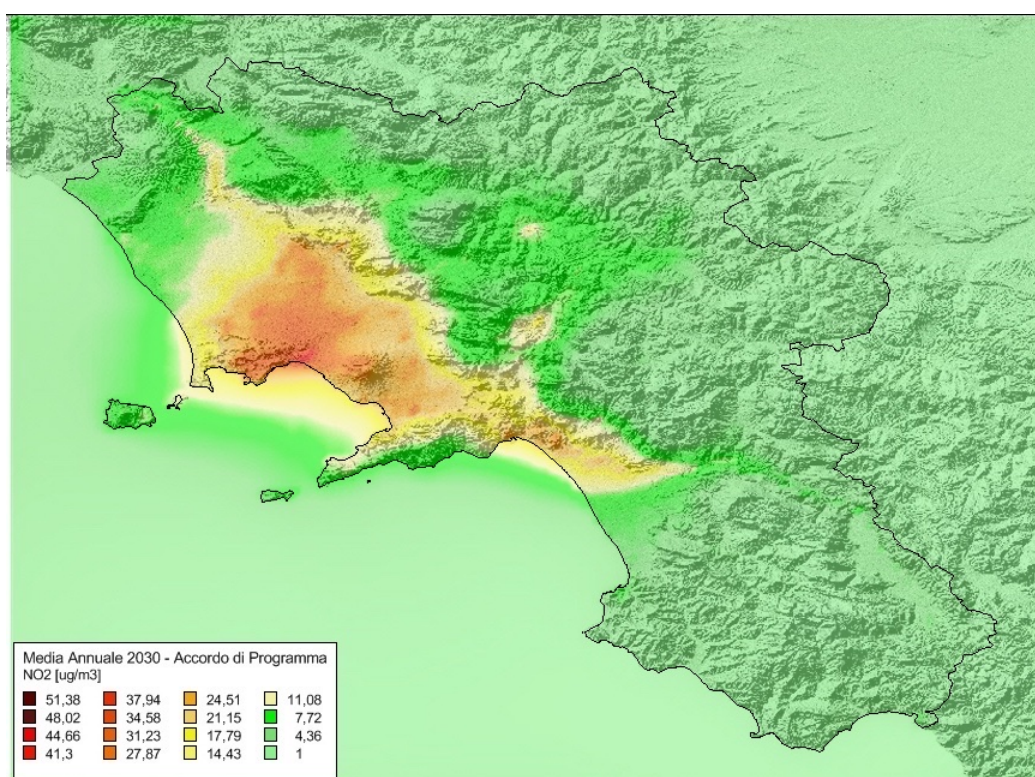 Media Annuale 2030 - Accordo di Programma
NO2 [ug/m3]
51,38 37,94 24,51 11,08
48,02 34,58 21,15 7,72
44,66 31,23 17,79 4,36
41,3 27,87 14,43 1